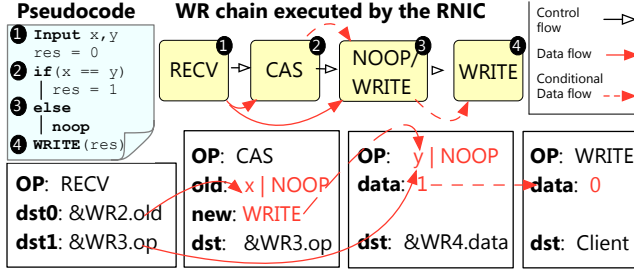 Pseudocode
WR chain executed by the RNIC
1 Input x,y
res = 0
2 if(x == y)
res = 1
3 else
noop
4 WRITE(res)
1
2
3
4
RECV
CAS
NOOP/
WRITE
WRITE
Control
flow
Data flow
Conditional
Data flow
OP: RECV
dst0: &WR2.old
dst1: &WR3.op
OP: CAS
old: x | NOOP
new: WRITE
dst: &WR3.op
OP: y | NOOP
data: 1
dst: &WR4.data
OP: WRITE
data: 0
dst: Client